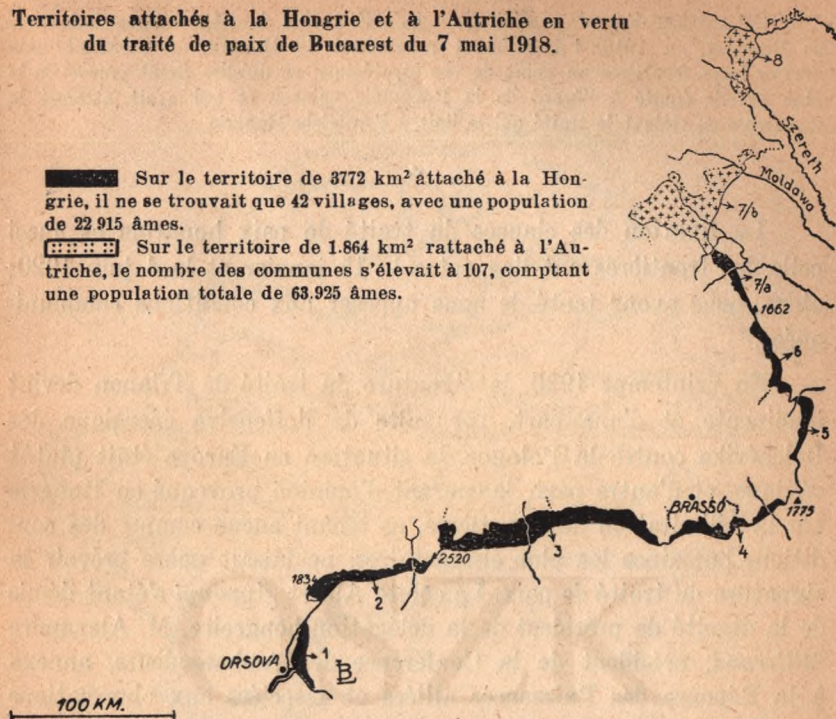 Territoires attachés à la Hongrie et à l'Autriche en vertu
du traité de paix de Bucarest du 7 mai 1918.
Sur le territoire de 3772 km² attaché à la Hon-
grie, il ne se trouvait que 42 villages, avec une population
de 22 915 âmes.
Sur le territoire de 1.864 km² rattaché à l'Au-
triche, le nombre des communes s'élevait à 107, comptant
une population totale de 63.925 âmes.
Pruth
8
Szereth
Moldawa
7/b
7/a
1662
6
5
BRASSÓ
1775
4
3
2520
1834
2
ORSOVA
1
B
100 KM.
OSZK